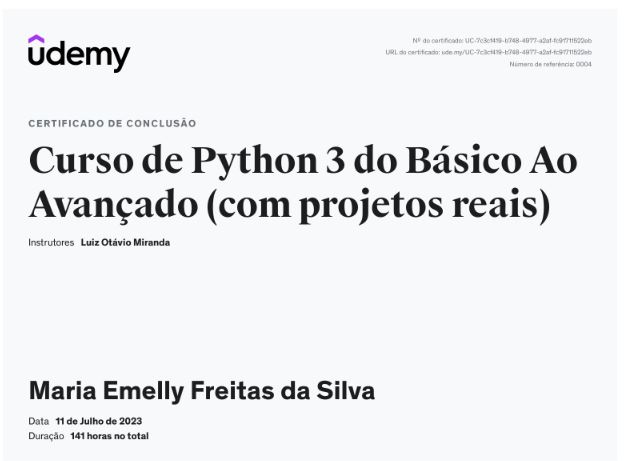 udemy
Nº do certificado: UC-7c3cf419-b748-4977-a2af-fc91711522eb
URL do certificado: ude.my/UC-7c3cf419-b748-4977-a2af-fc91711522eb
Número de referência: 0004
CERTIFICADO DE CONCLUSÃO
Curso de Python 3 do Básico Ao
Avançado (com projetos reais)
Instrutores Luiz Otávio Miranda
Maria Emelly Freitas da Silva
Data 11 de Julho de 2023
Duração 141 horas no total